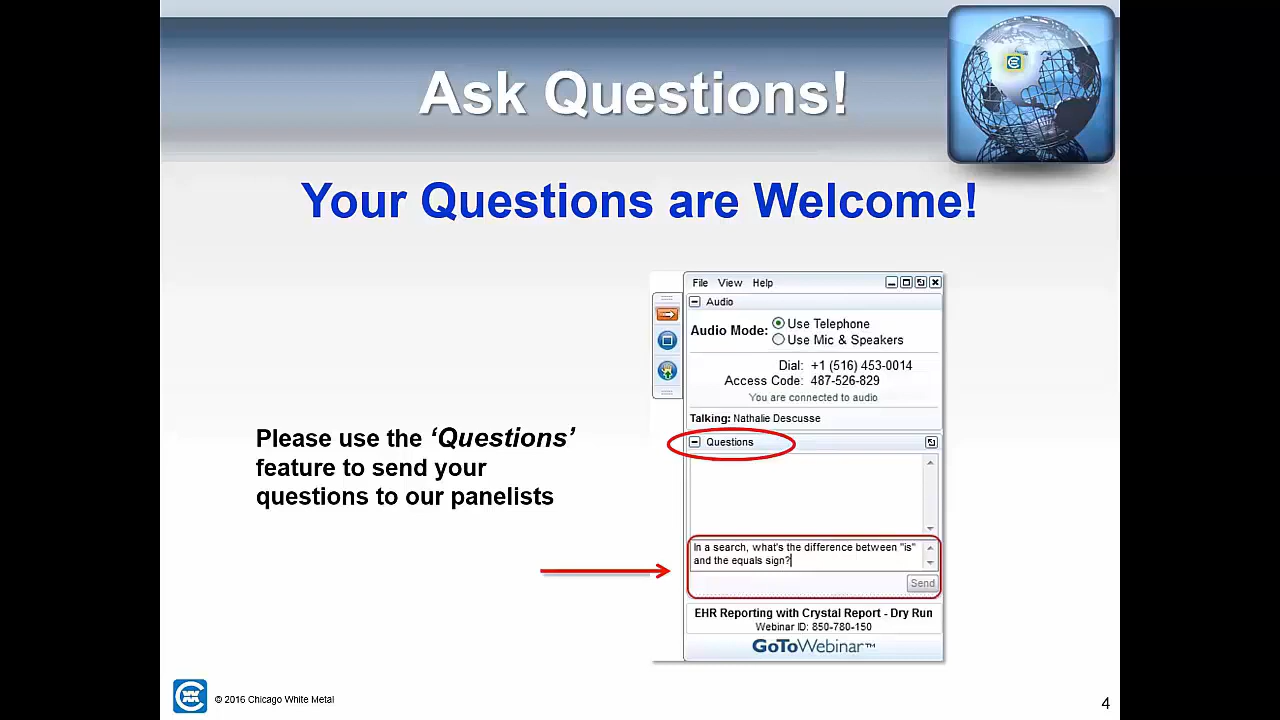 Ask Questions!
Your Questions are Welcome!
File View Help
Audio
Audio Mode: Use Telephone
Use Mic & Speakers
Dial: +1 (516) 453-0014
Access Code: 487-526-829
You are connected to audio
Talking: Nathalie Descusse
Questions
Please use the ‘Questions’
feature to send your
questions to our panelists
In a search, what's the difference between "is"
and the equals sign?
Send
EHR Reporting with Crystal Report - Dry Run
Webinar ID: 850-780-150
GoToWebinar™
© 2016 Chicago White Metal
4